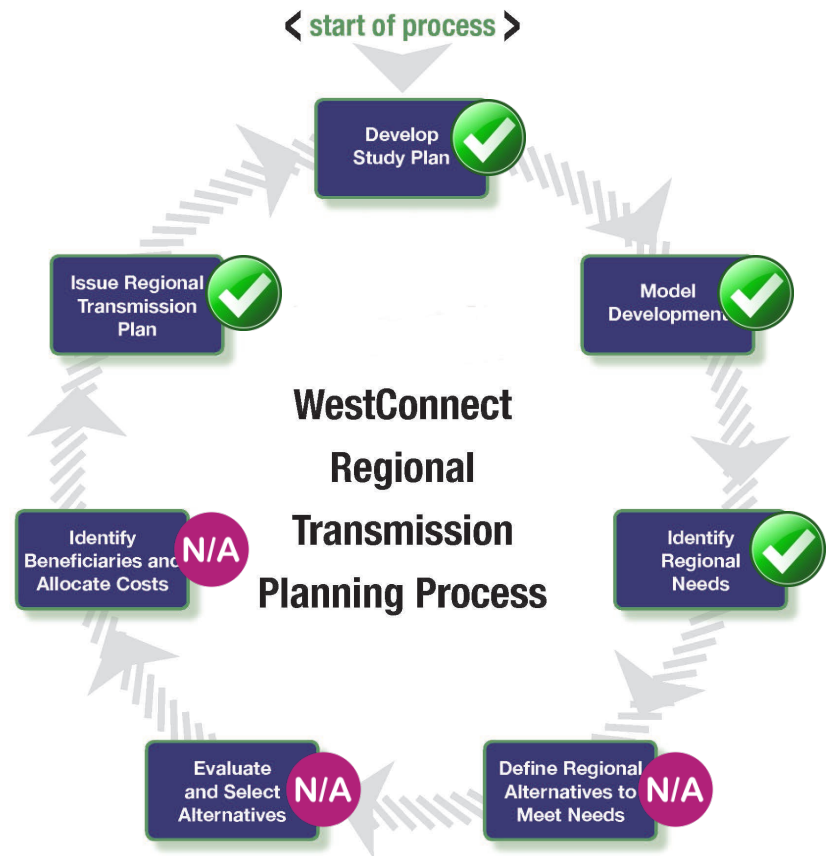 < start of process >
Develop
Study Plan
Model
Development
Identify
Regional
Needs
N/A
Define Regional
Alternatives to
Meet Needs
N/A
Evaluate
and Select
Alternatives
N/A
Identify
Beneficiaries and
Allocate Costs
Issue Regional
Transmission
Plan
WestConnect
Regional
Transmission
Planning Process